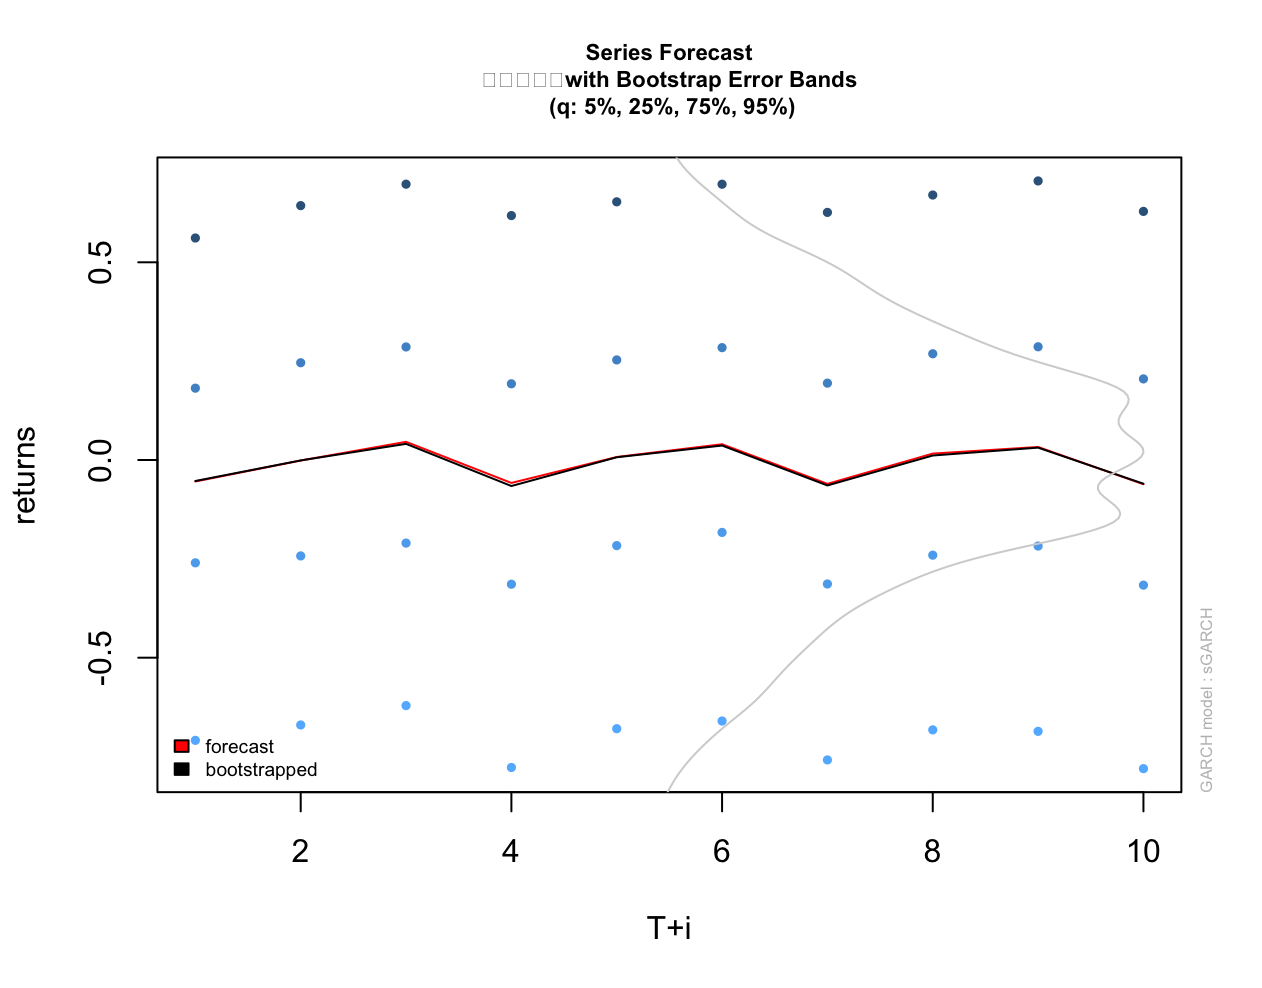 Series Forecast
with Bootstrap Error Bands
(q: 5%, 25%, 75%, 95%)
returns
0.5
0.0
-0.5
forecast
bootstrapped
2 4 6 8 10
T+i
GARCH model : sGARCH